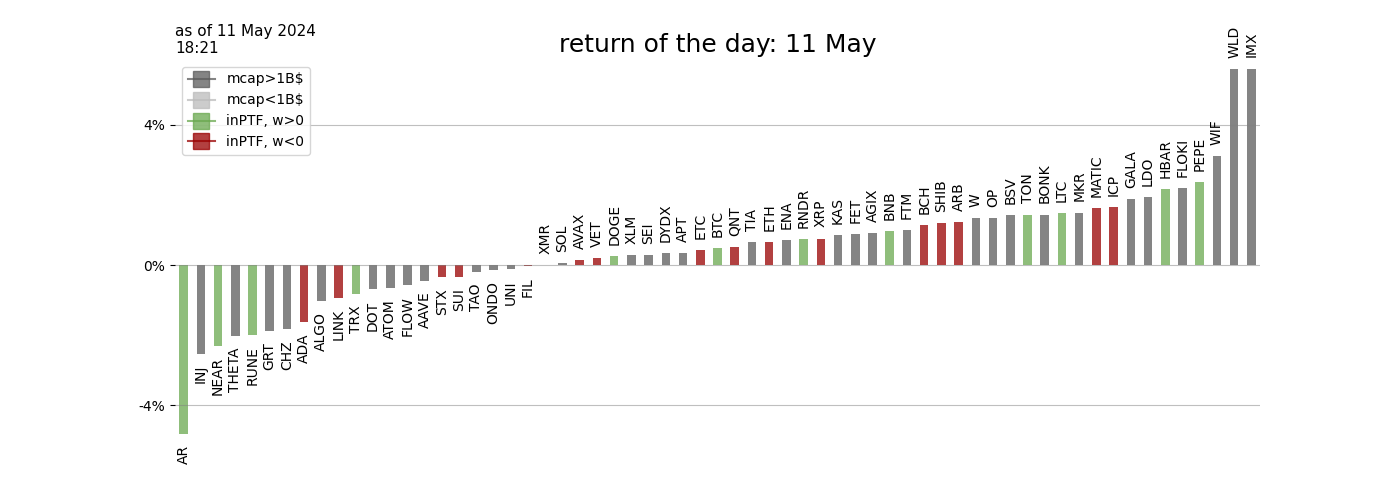 as of 11 May 2024
18:21
return of the day: 11 May
mcap>1B$
mcap<1B$
inPTF, w>0
inPTF, w<0
4%
0%
-4%
AR
INJ
NEAR
THETA
RUNE
GRT
CHZ
ADA
ALGO
LINK
TRX
DOT
ATOM
FLOW
AAVE
STX
SUI
TAO
ONDO
UNI
FIL
XMR
SOL
AVAX
VET
DOGE
XLM
SEI
DYDX
APT
ETC
BTC
QNT
TIA
ETH
ENA
RNDR
XRP
KAS
FET
AGIX
BNB
FTM
BCH
SHIB
ARB
W
OP
BSV
TON
BONK
LTC
MKR
MATIC
ICP
GALA
LDO
HBAR
FLOKI
PEPE
WIF
WLD
IMX